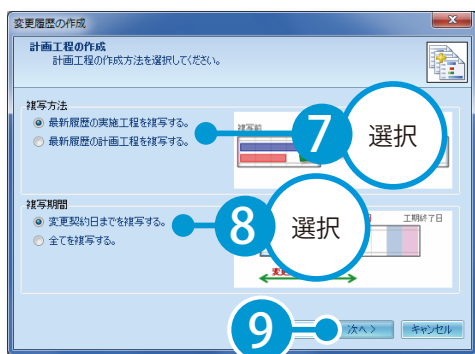 変更履歴の作成
計画工程の作成
計画工程の作成方法を選択してください。
複写方法
最新履歴の実施工程を複写する。
最新履歴の計画工程を複写する。
複写前
7
選択
複写期間
変更契約日までを複写する。
全てを複写する。
8
選択
工期終了日
9
次へ >
キャンセル